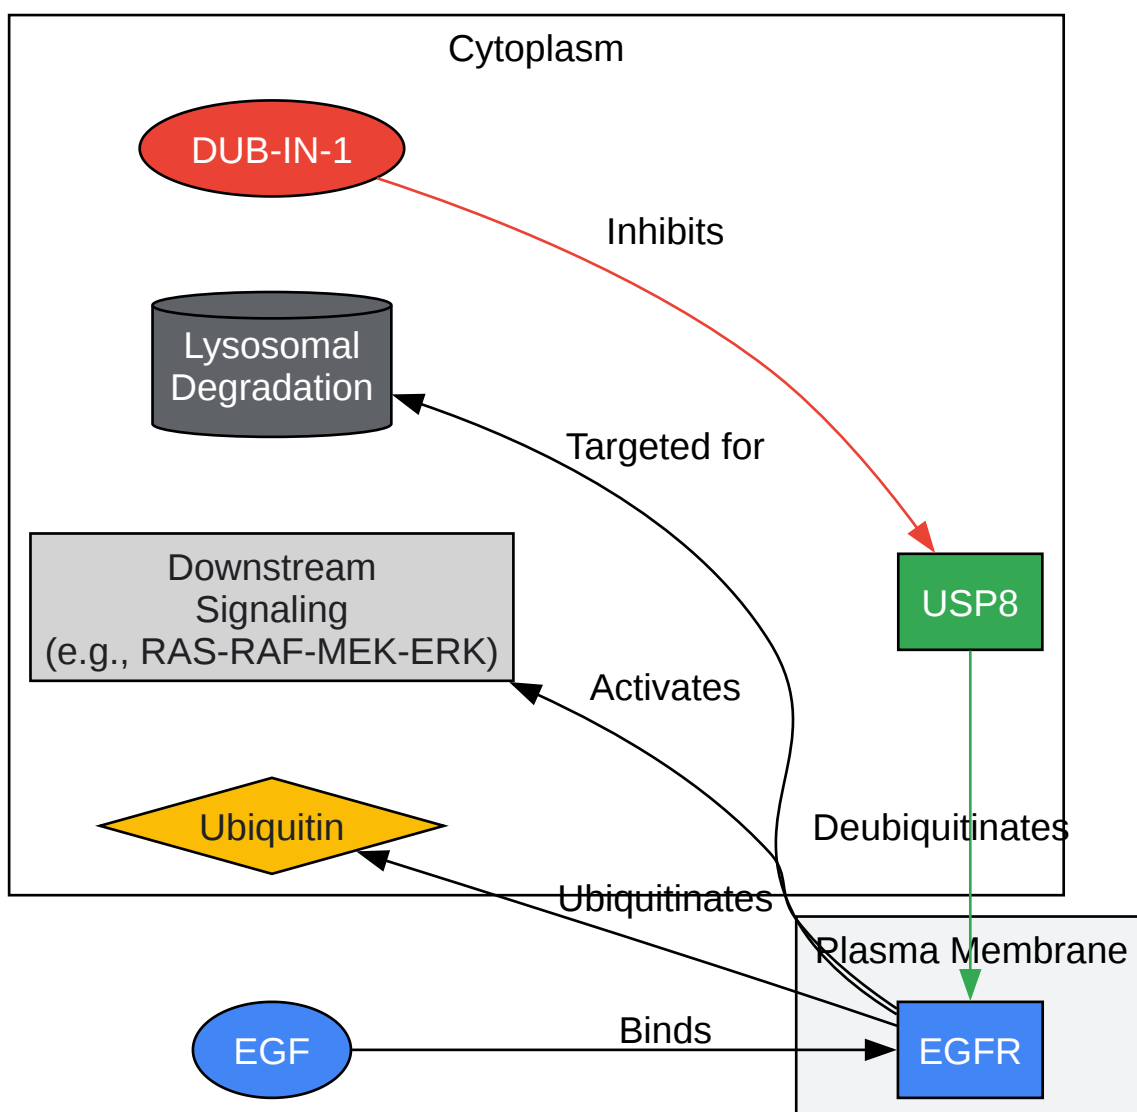 Cytoplasm
DUB-IN-1
Inhibits
Lysosomal
Degradation
Targeted for
Downstream
Signaling
(e.g., RAS-RAF-MEK-ERK)
USP8
Activates
Ubiquitin
Deubiquitinates
Ubiquitinates
Plasma Membrane
EGF
Binds
EGFR